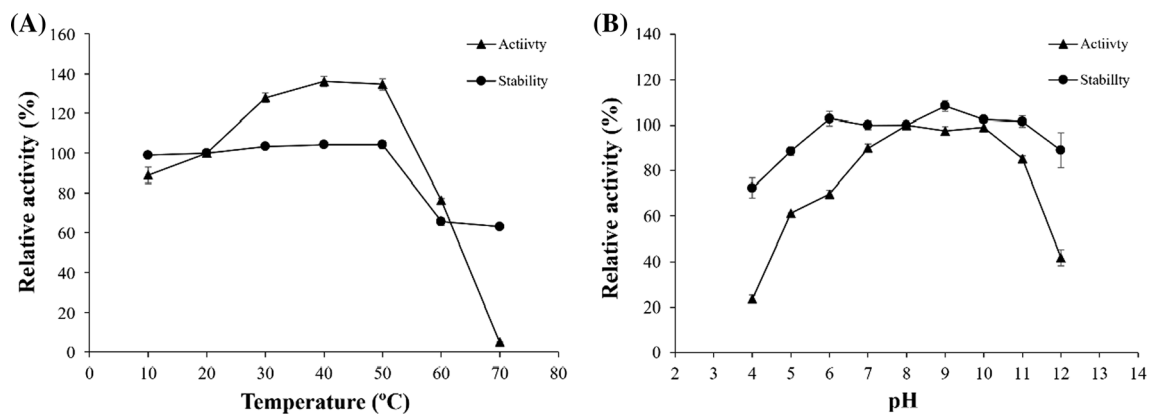 (A)
160
140
120
100
80
60
40
20
0
Relative activity (%)
Actiivty
Stability
0 10 20 30 40 50 60 70 80
Temperature (ºC)
(B)
140
120
100
80
60
40
20
0
Relative activity (%)
Actiivty
Stabillty
2 3 4 5 6 7 8 9 10 11 12 13 14
pH